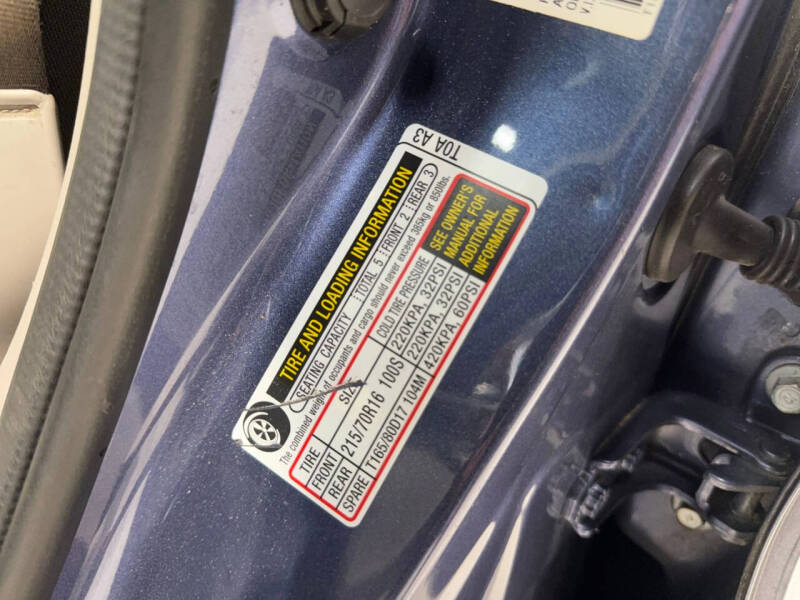 T0A A3
TIRE AND LOADING INFORMATION
SEATING CAPACITY TOTAL 5 FRONT 2 REAR 3
The combined weight of occupants and cargo should never exceed 385kg or 850lbs.
TIRE SIZE COLD TIRE PRESSURE
FRONT 215/70R16 100S 220KPA, 32PSI
REAR 220KPA, 32PSI
SPARE T165/80D17 104M 420KPA, 60PSI
SEE OWNER'S
MANUAL FOR
ADDITIONAL
INFORMATION